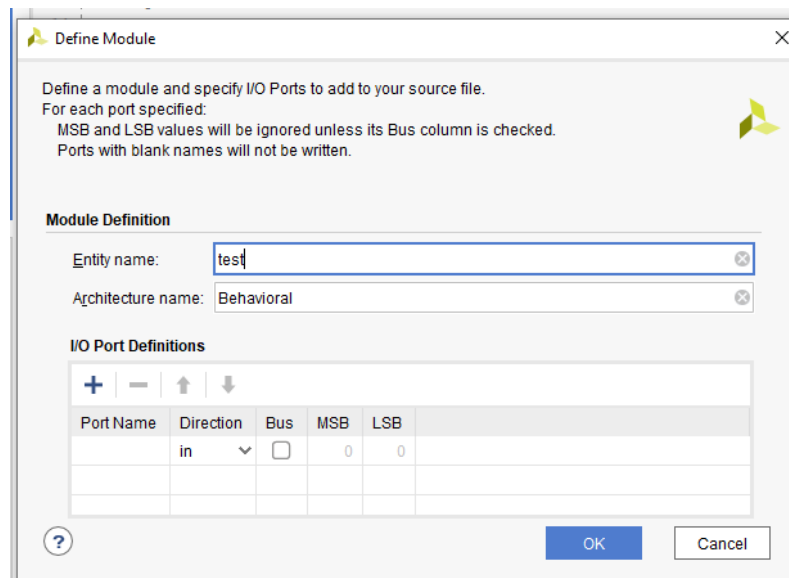 Define Module
Define a module and specify I/O Ports to add to your source file.
For each port specified:
MSB and LSB values will be ignored unless its Bus column is checked.
Ports with blank names will not be written.
Module Definition
Entity name: test
Architecture name: Behavioral
I/O Port Definitions
Port Name Direction Bus MSB LSB
in 0 0
? OK Cancel